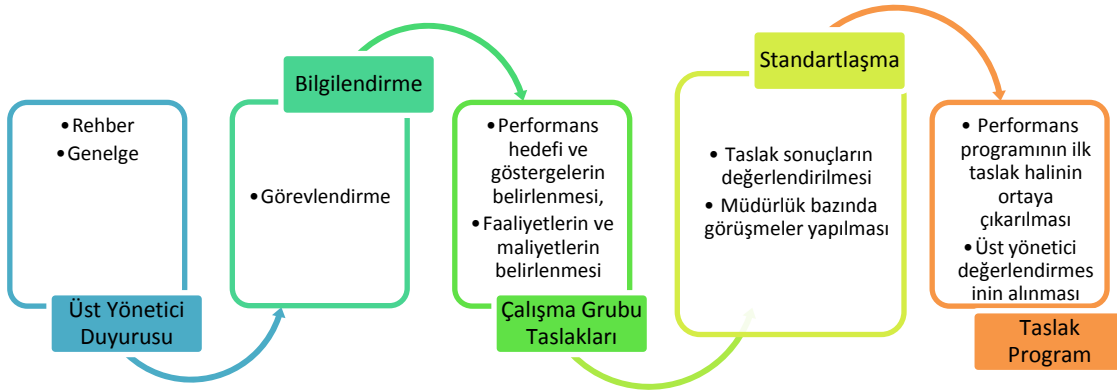 •Rehber
•Genelge
Üst Yönetici
Duyurusu
Bilgilendirme
•Görevlendirme
•Performans
hedefi ve
göstergelerin
belirlenmesi,
•Faaliyetlerin ve
maliyetlerin
belirlenmesi
Çalışma Grubu
Taslakları
Standartlaşma
• Taslak sonuçların
değerlendirilmesi
• Müdürlük bazında
görüşmeler yapılması
• Performans
programının ilk
taslak halinin
ortaya
çıkarılması
• Üst yönetici
değerlendirmes
inin alınması
Taslak
Program